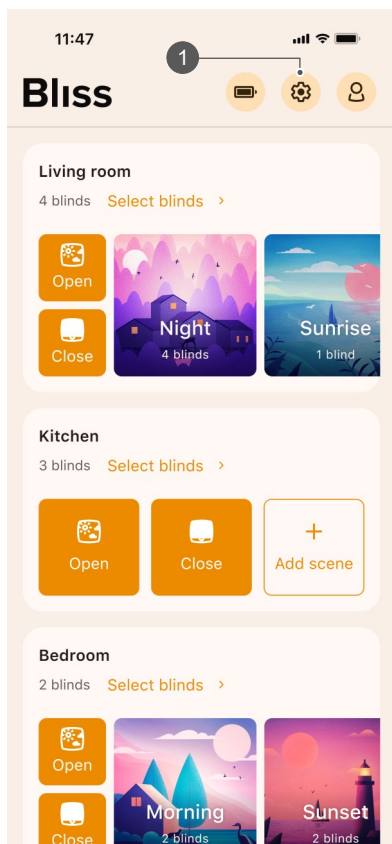 11:47
1
Bliss
Living room
4 blinds Select blinds >
Open
Close
Night
4 blinds
Sunrise
1 blind
Kitchen
3 blinds Select blinds >
Open
Close
+
Add scene
Bedroom
2 blinds Select blinds >
Open
Close
Morning
2 blinds
Sunset
2 blinds